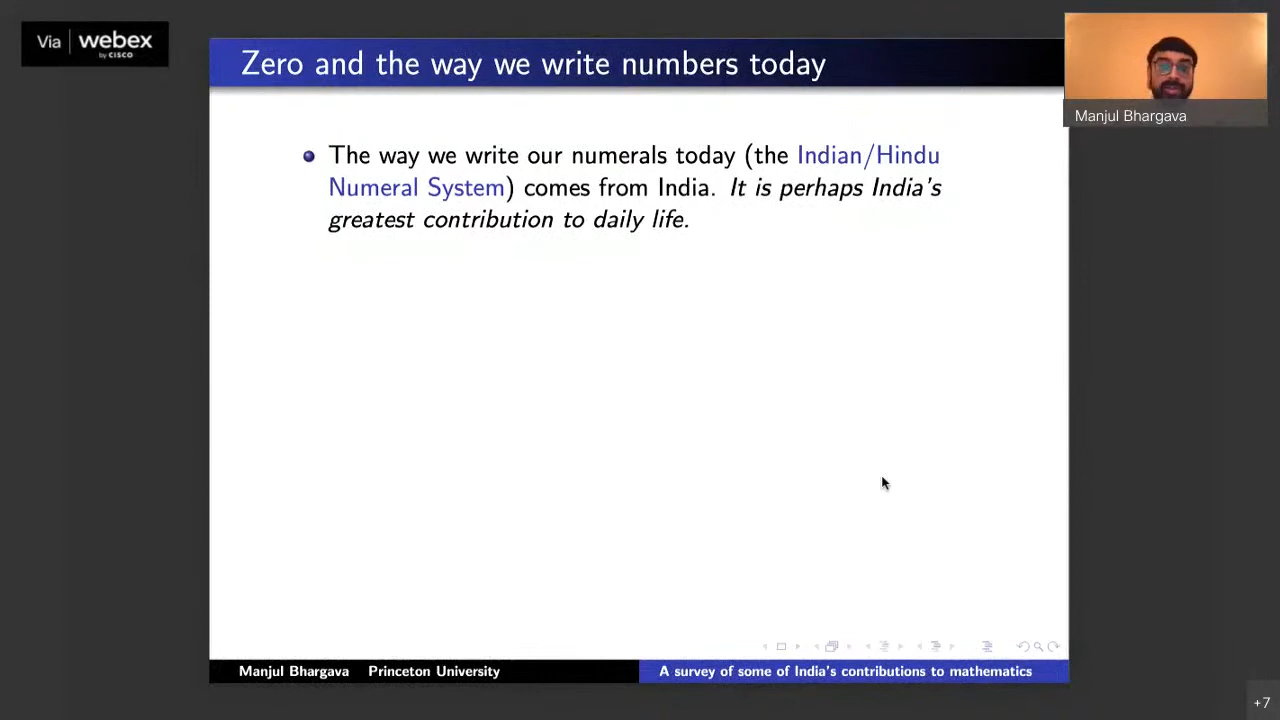 Via webex
by CISCO
Zero and the way we write numbers today
Manjul Bhargava
The way we write our numerals today (the Indian/Hindu
Numeral System) comes from India. It is perhaps India's
greatest contribution to daily life.
Manjul Bhargava Princeton University
A survey of some of India's contributions to mathematics
+7